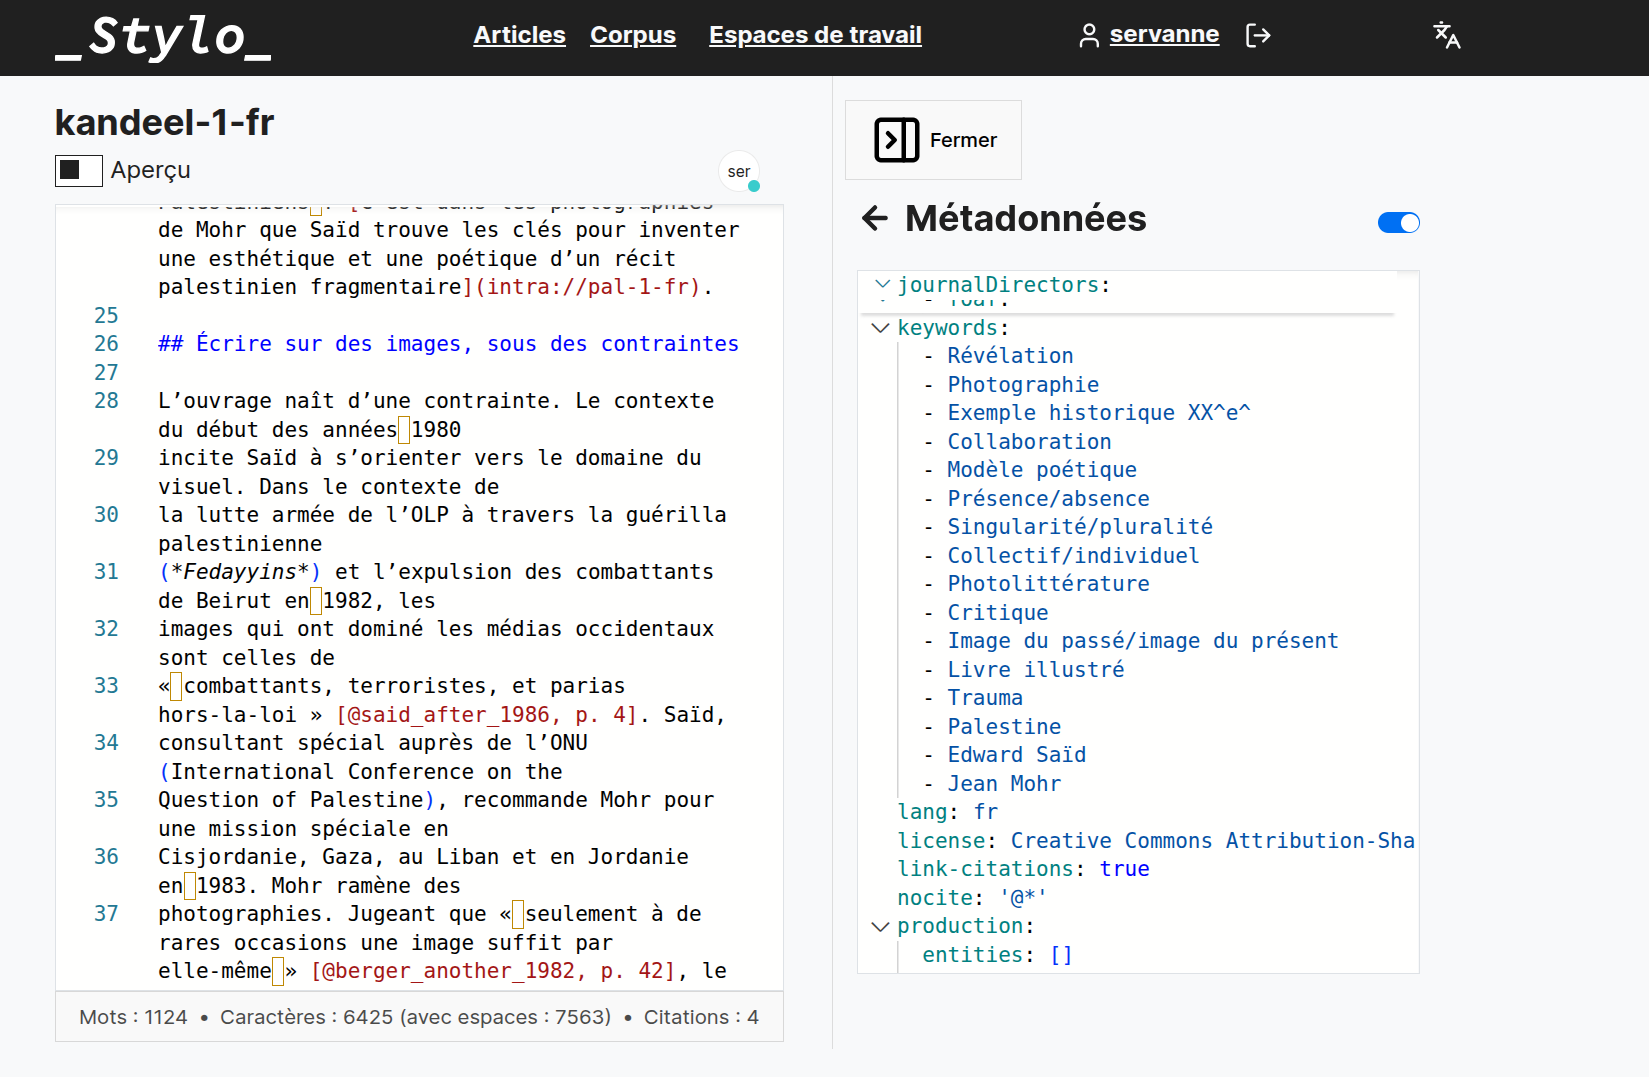 _Stylo_
Articles Corpus Espaces de travail servanne
kandeel-1-fr
Aperçu
ser
de Mohr que Saïd trouve les clés pour inventer
une esthétique et une poétique d’un récit
palestinien fragmentaire](intra://pal-1-fr).
25
26 ## Écrire sur des images, sous des contraintes
27
28 L’ouvrage naît d’une contrainte. Le contexte
du début des années 1980
29 incite Saïd à s’orienter vers le domaine du
visuel. Dans le contexte de
30 la lutte armée de l’OLP à travers la guérilla
palestinienne
31 (*Fedayyins*) et l’expulsion des combattants
de Beirut en 1982, les
32 images qui ont dominé les médias occidentaux
sont celles de
33 « combattants, terroristes, et parias
hors-la-loi » [@said_after_1986, p. 4]. Saïd,
34 consultant spécial auprès de l’ONU
(International Conference on the
35 Question of Palestine), recommande Mohr pour
une mission spéciale en
36 Cisjordanie, Gaza, au Liban et en Jordanie
en 1983. Mohr ramène des
37 photographies. Jugeant que « seulement à de
rares occasions une image suffit par
elle-même » [@berger_another_1982, p. 42], le
Mots : 1124 • Caractères : 6425 (avec espaces : 7563) • Citations : 4
Fermer
Métadonnées
journalDirectors:
keywords:
- Révélation
- Photographie
- Exemple historique XX^e^
- Collaboration
- Modèle poétique
- Présence/absence
- Singularité/pluralité
- Collectif/individuel
- Photolittérature
- Critique
- Image du passé/image du présent
- Livre illustré
- Trauma
- Palestine
- Edward Saïd
- Jean Mohr
lang: fr
license: Creative Commons Attribution-Sha
link-citations: true
nocite: '@*'
production:
entities: []